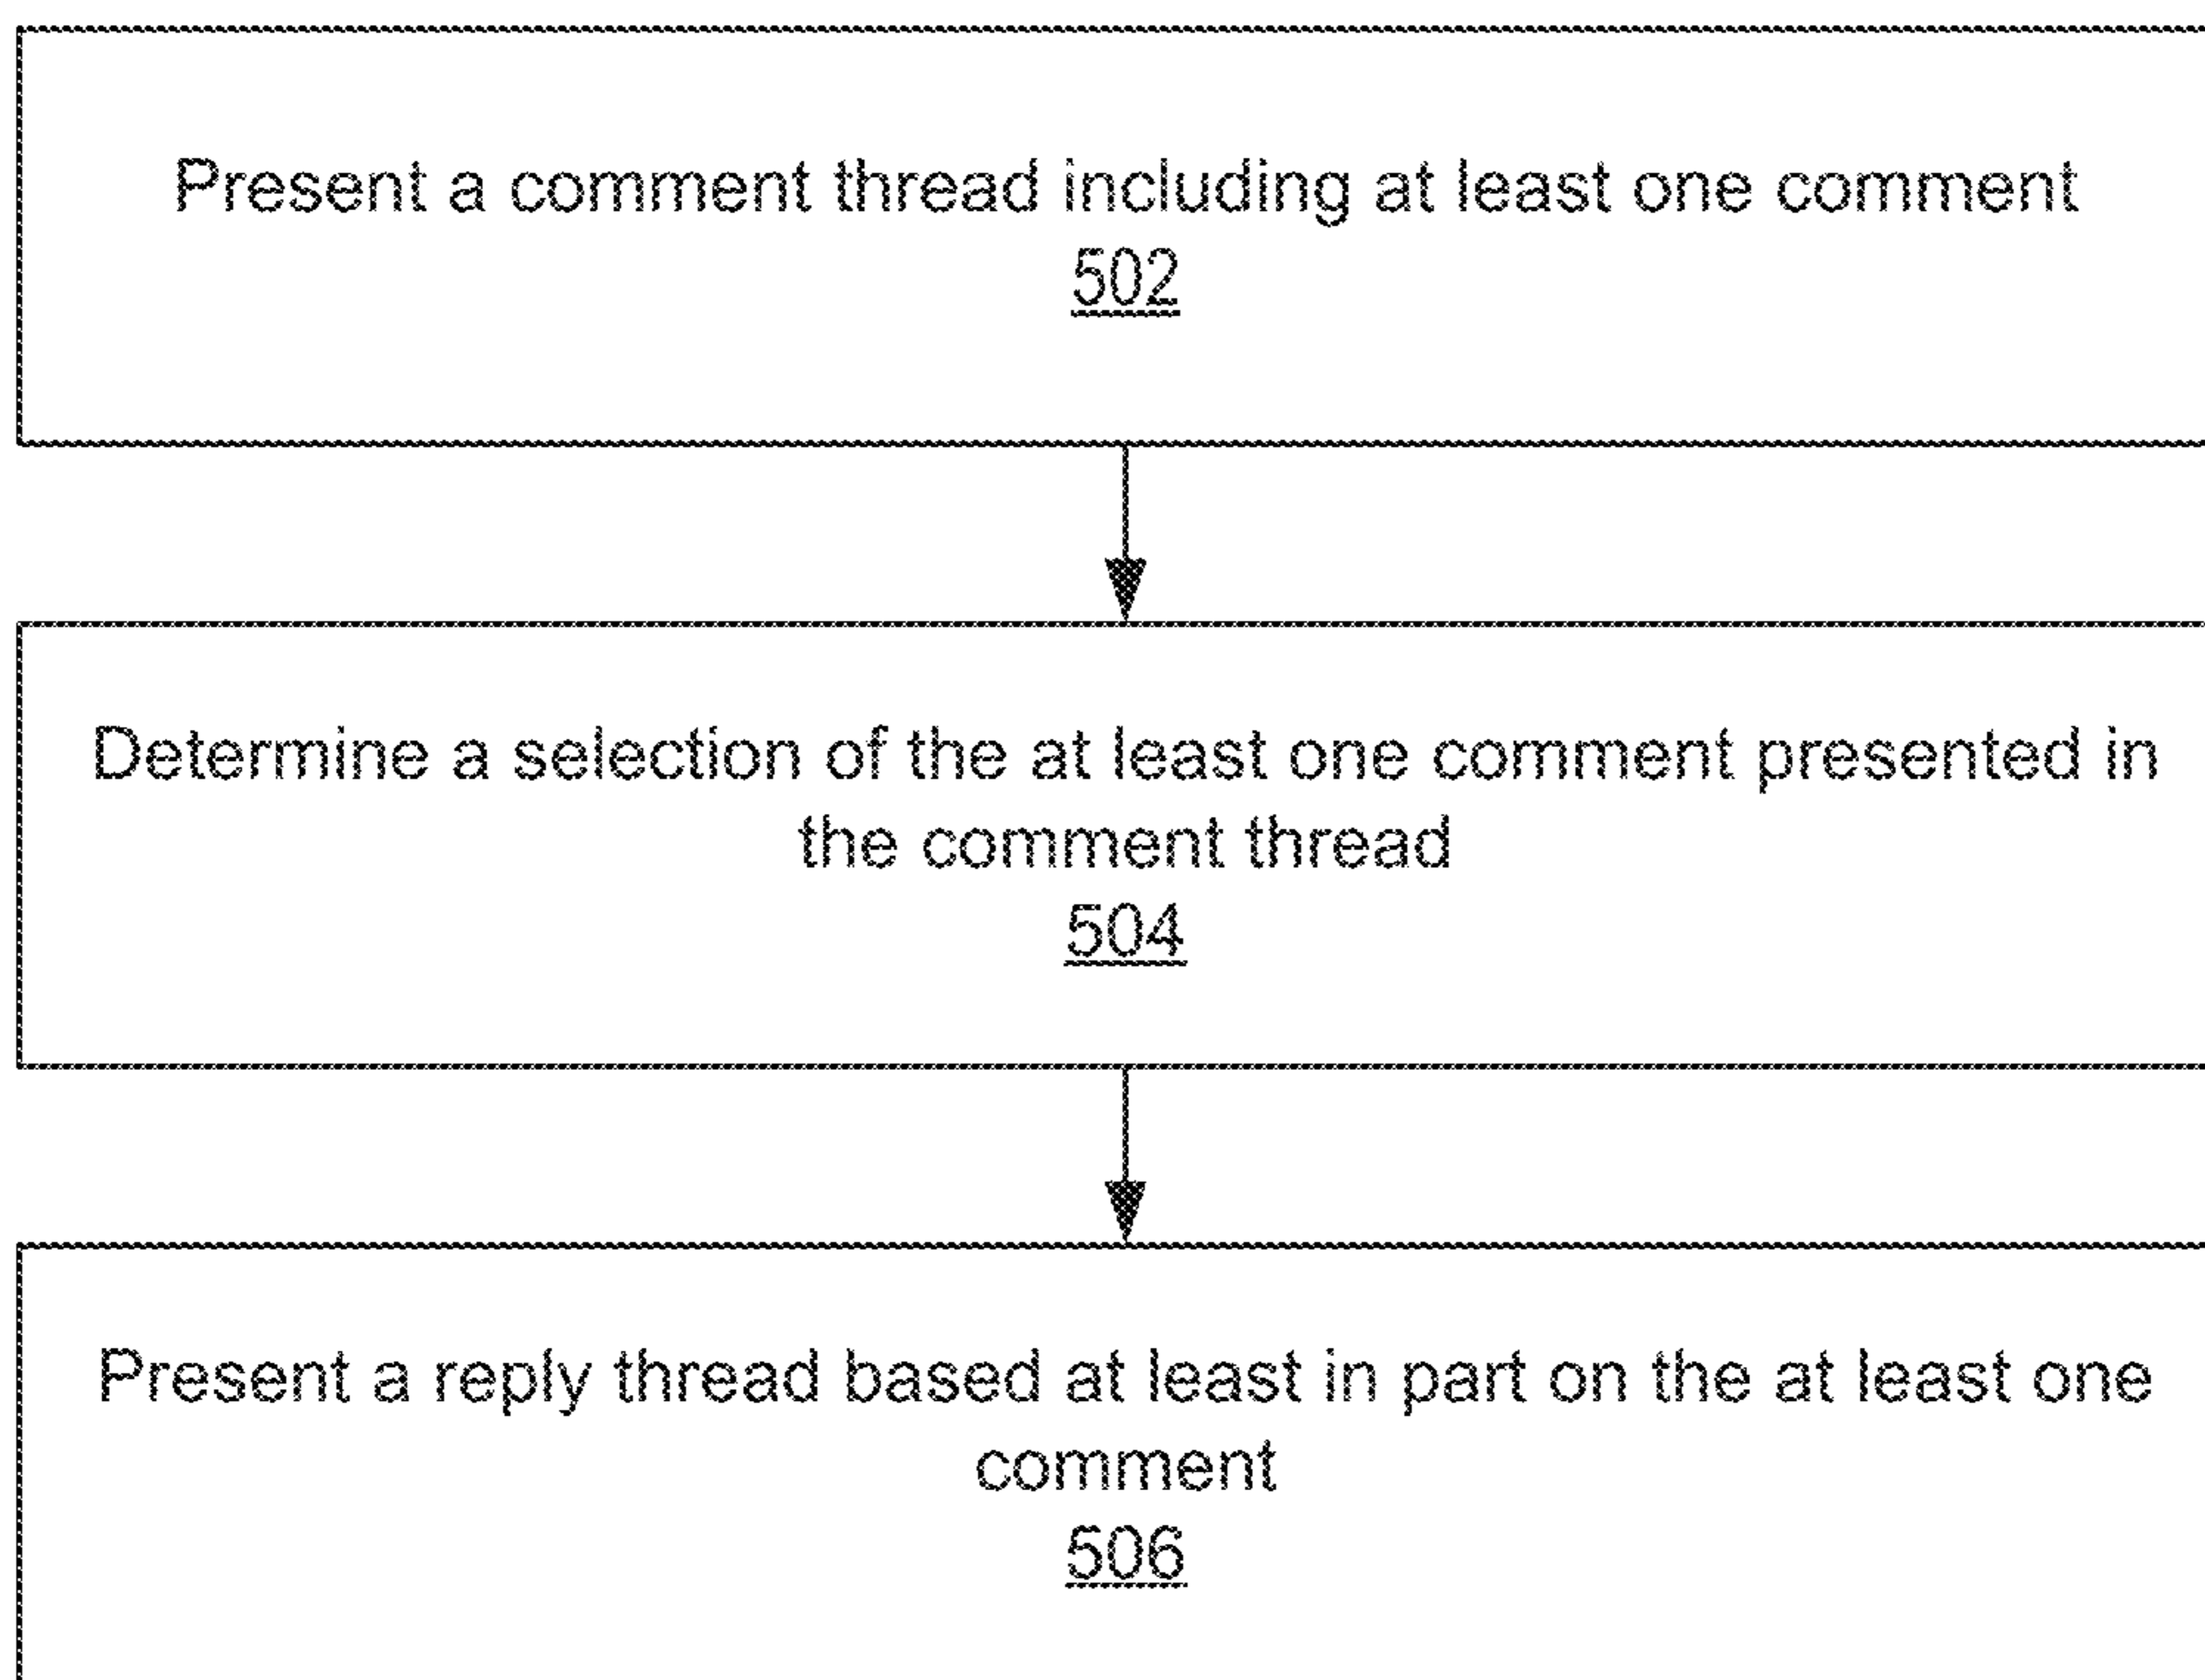 Present a comment thread including at least one comment
502
Determine a selection of the at least one comment presented in
the comment thread
504
Present a reply thread based at least in part on the at least one
comment
506